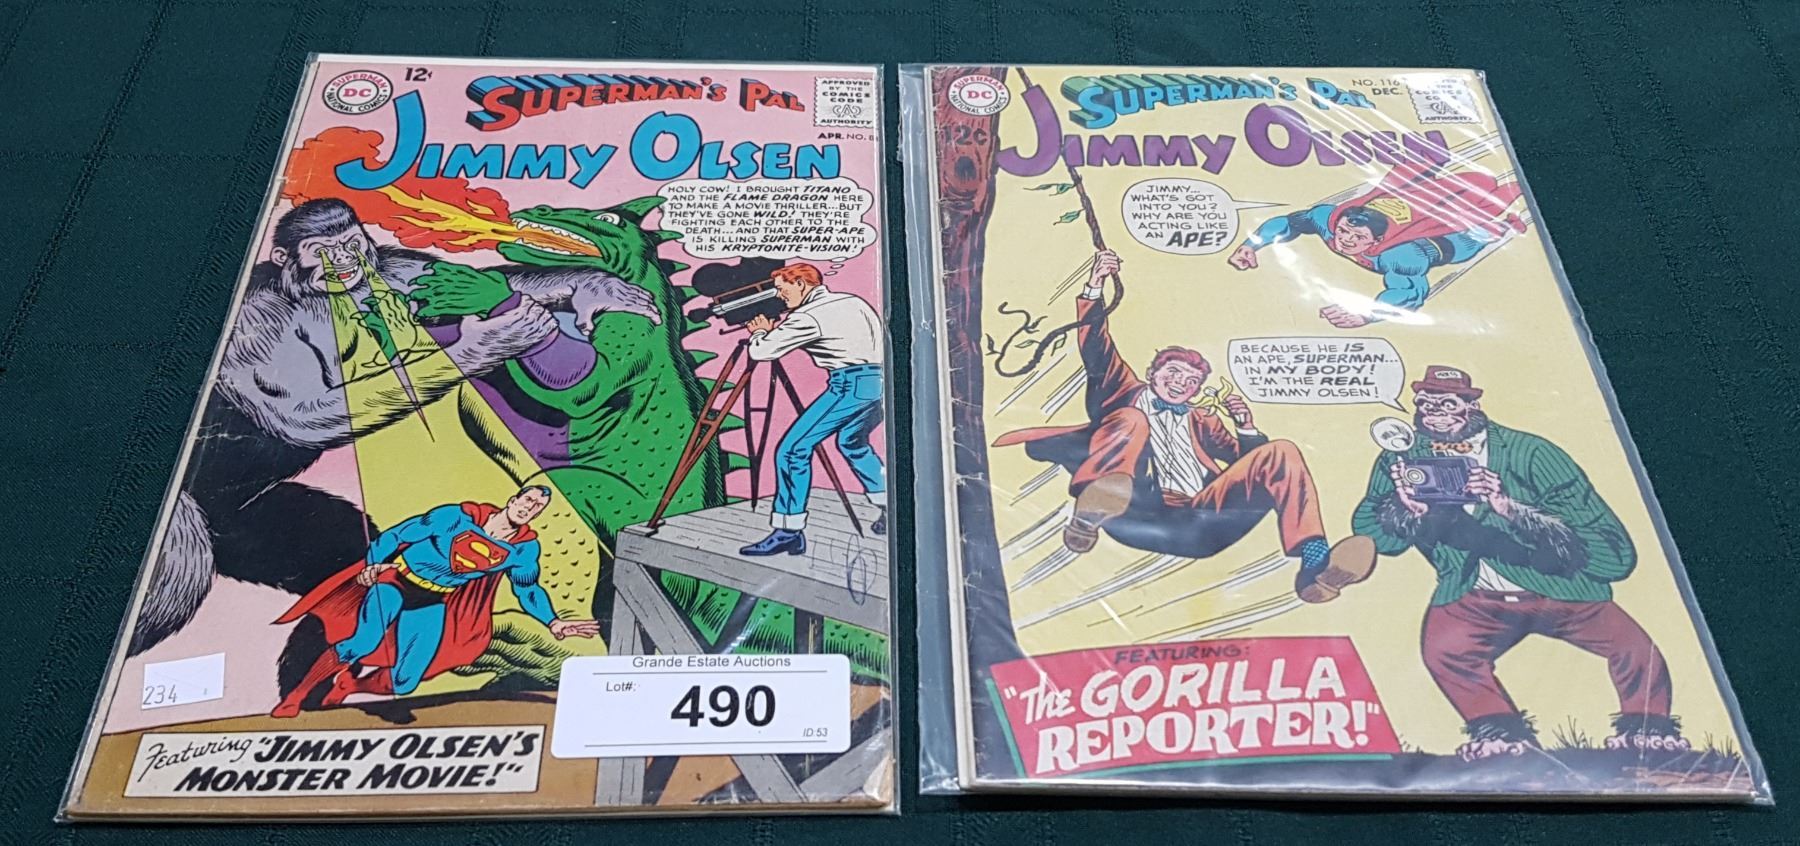 SUPERMAN
DC
NATIONAL COMICS
12¢
SUPERMAN'S PAL
JIMMY OLSEN
APPROVED
BY THE
COMICS
CODE
CA
AUTHORITY
APR. NO. 8
HOLY COW! I BROUGHT TITANO
AND THE FLAME DRAGON HERE
TO MAKE A MOVIE THRILLER...BUT
THEY'VE GONE WILD! THEY'RE
FIGHTING EACH OTHER TO THE
DEATH...AND THAT SUPER-APE
IS KILLING SUPERMAN WITH
HIS KRYPTONITE-VISION!
S
234
Grande Estate Auctions
Lot#:
490
ID:53
Featuring "JIMMY OLSEN'S
MONSTER MOVIE!"
SUPERMAN
DC
NATIONAL COMICS
12¢
SUPERMAN'S PAL
JIMMY OLSEN
NO. 116
DEC.
THE
COMICS
AUTHORITY
JIMMY...
WHAT'S GOT
INTO YOU?
WHY ARE YOU
ACTING LIKE
AN APE?
BECAUSE HE IS
AN APE, SUPERMAN...
IN MY BODY!
I'M THE REAL
JIMMY OLSEN!
FEATURING:
"THE GORILLA
REPORTER!"